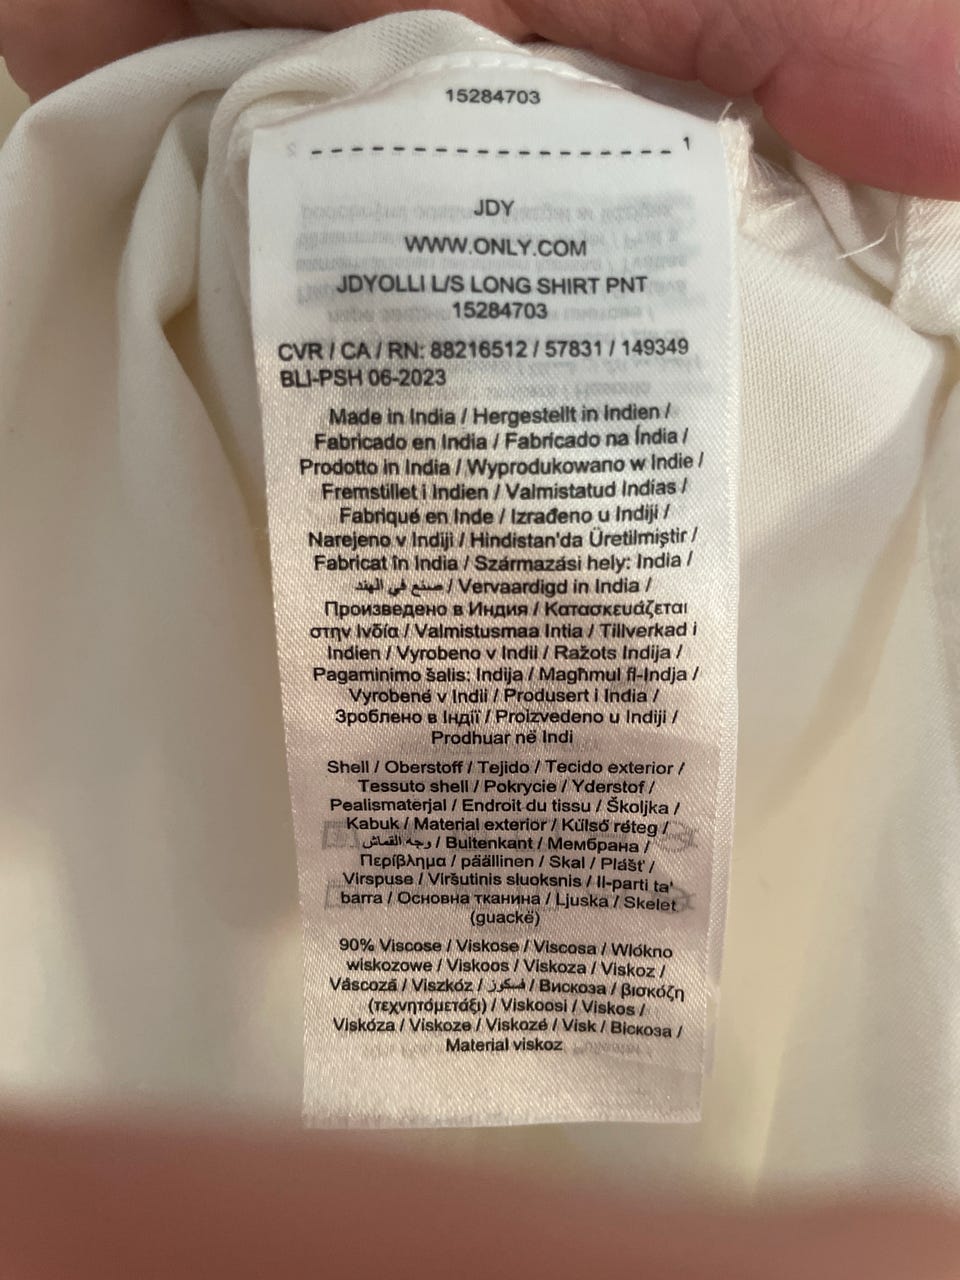 15284703
1
JDY
WWW.ONLY.COM
JDYOLLI L/S LONG SHIRT PNT
15284703
CVR / CA / RN: 88216512 / 57831 / 149349
BLI-PSH 06-2023
Made in India / Hergestellt in Indien /
Fabricado en India / Fabricado na Índia /
Prodotto in India / Wyprodukowano w Indie /
Fremstillet i Indien / Valmistatud Indias /
Fabriqué en Inde / Izrađeno u Indiji /
Narejeno v Indiji / Hindistan'da Üretilmiştir /
Fabricat în India / Származási hely: India /
صنع في الهند / Vervaardigd in India /
Произведено в Индия / Κατασκευάζεται
στην Ινδία / Valmistusmaa Intia / Tillverkad i
Indien / Vyrobeno v Indii / Ražots Indija /
Pagaminimo šalis: Indija / Magħmul fl-Indja /
Vyrobené v Indii / Produsert i India /
Зроблено в Індії / Proizvedeno u Indiji /
Prodhuar në Indi
Shell / Oberstoff / Tejido / Tecido exterior /
Tessuto shell / Pokrycie / Yderstof /
Pealismaterjal / Endroit du tissu / Školjka /
Kabuk / Material exterior / Külső réteg /
وجه القماش / Buitenkant / Мембрана /
Περίβλημα / päällinen / Skal / Plášť /
Virspuse / Viršutinis sluoksnis / Il-parti ta'
barra / Основна тканина / Ljuska / Skelet
(guackë)
90% Viscose / Viskose / Viscosa / Włókno
wiskozowe / Viskoos / Viskoza / Viskoz /
Vâscoză / Viszkóz / فسكوز / Вискоза / βισκόζη
(τεχνητόμετάξι) / Viskoosi / Viskos /
Viskóza / Viskoze / Viskozė / Visk / Віскоза /
Material viskoz